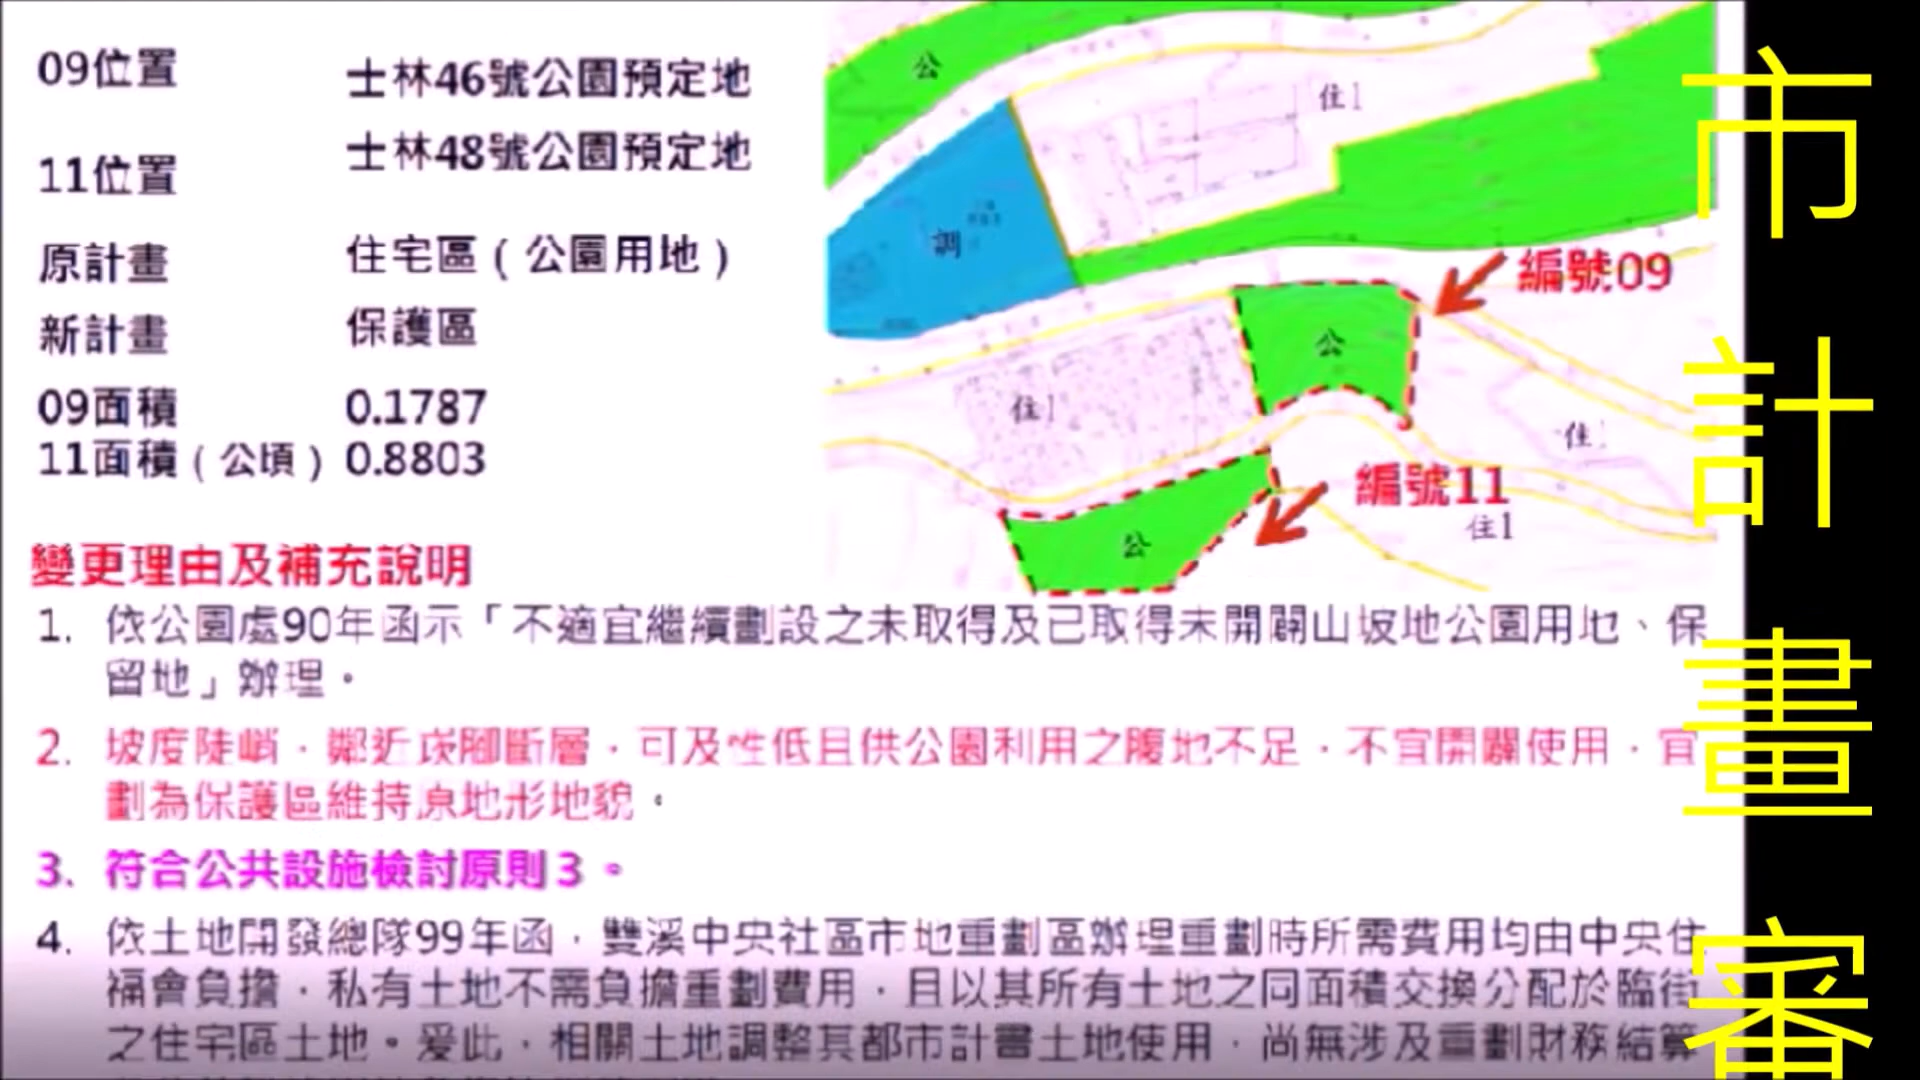 09位置
士林46號公園預定地
11位置
士林48號公園預定地
原計畫
住宅區(公園用地)
新計畫
保護區
09面積
0.1787
11面積(公頃)
0.8803
公
住1
調
編號09
公
住1
住1
編號11
住1
公
變更理由及補充說明
1. 依公園處90年函示「不適宜繼續劃設之未取得及已取得未開闢山坡地公園用地、保
留地」辦理。
2. 坡度陡峭,鄰近崁腳斷層,可及性低且供公園利用之腹地不足,不宜開闢使用,宜
劃為保護區維持原地形地貌。
3. 符合公共設施檢討原則3。
4. 依土地開發總隊99年函,雙溪中央社區市地重劃區辦理重劃時所需費用均由中央住
福會負擔,私有土地不需負擔重劃費用,且以其所有土地之同面積交換分配於臨街
之住宅區土地。爰此,相關土地調整其都市計畫土地使用,尚無涉及重劃財務結算
市計畫審